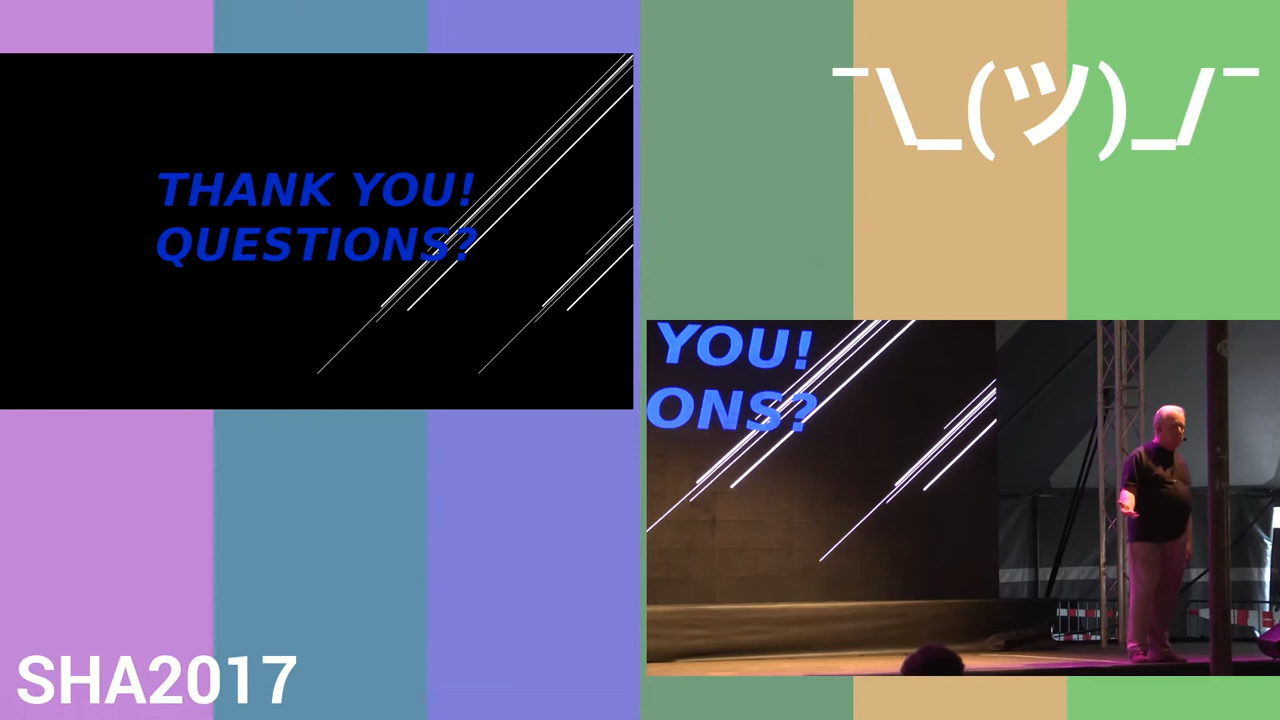 THANK YOU!
QUESTIONS?
¯\_(ツ)_/¯
YOU!
ONS?
SHA2017